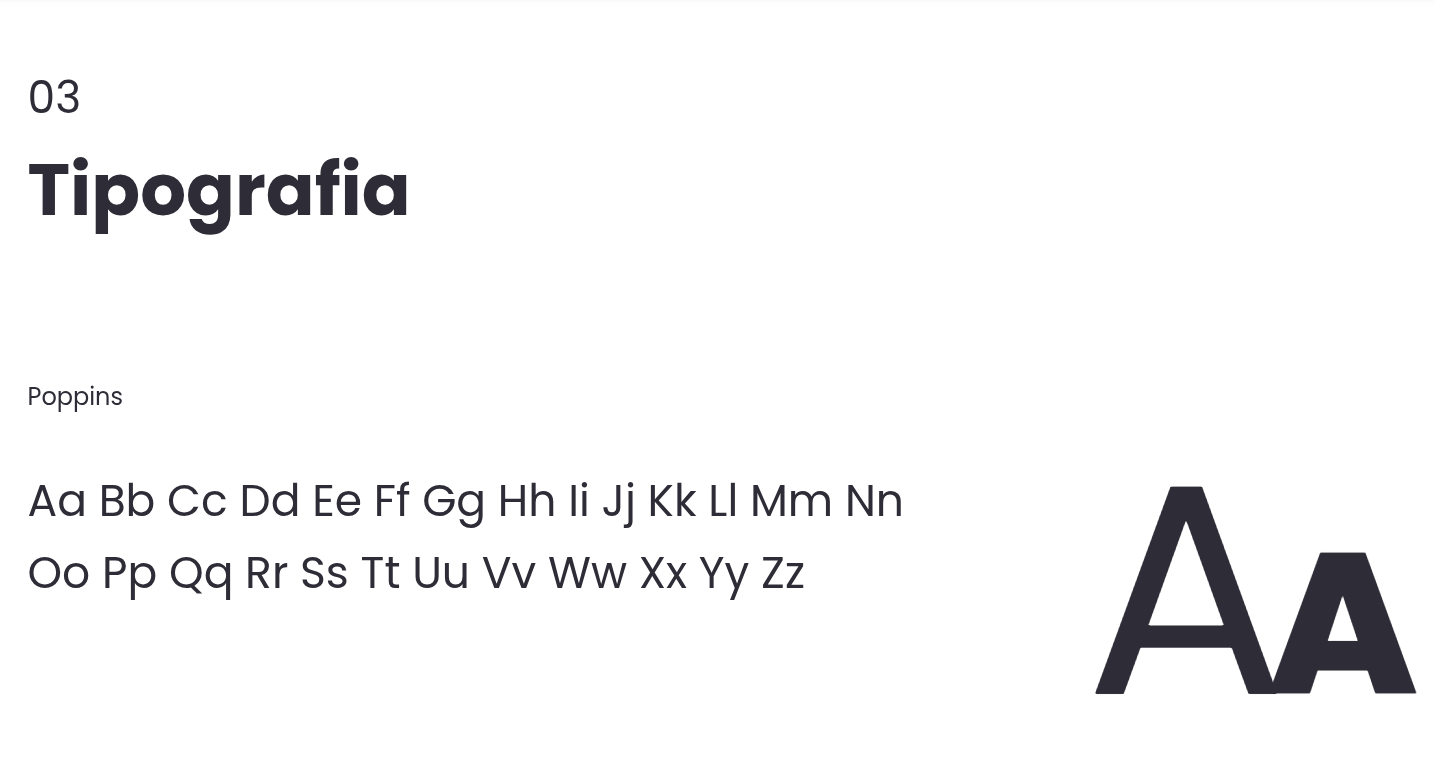 03
Tipografia
Poppins
Aa Bb Cc Dd Ee Ff Gg Hh Ii Jj Kk Ll Mm Nn
Oo Pp Qq Rr Ss Tt Uu Vv Ww Xx Yy Zz
AA